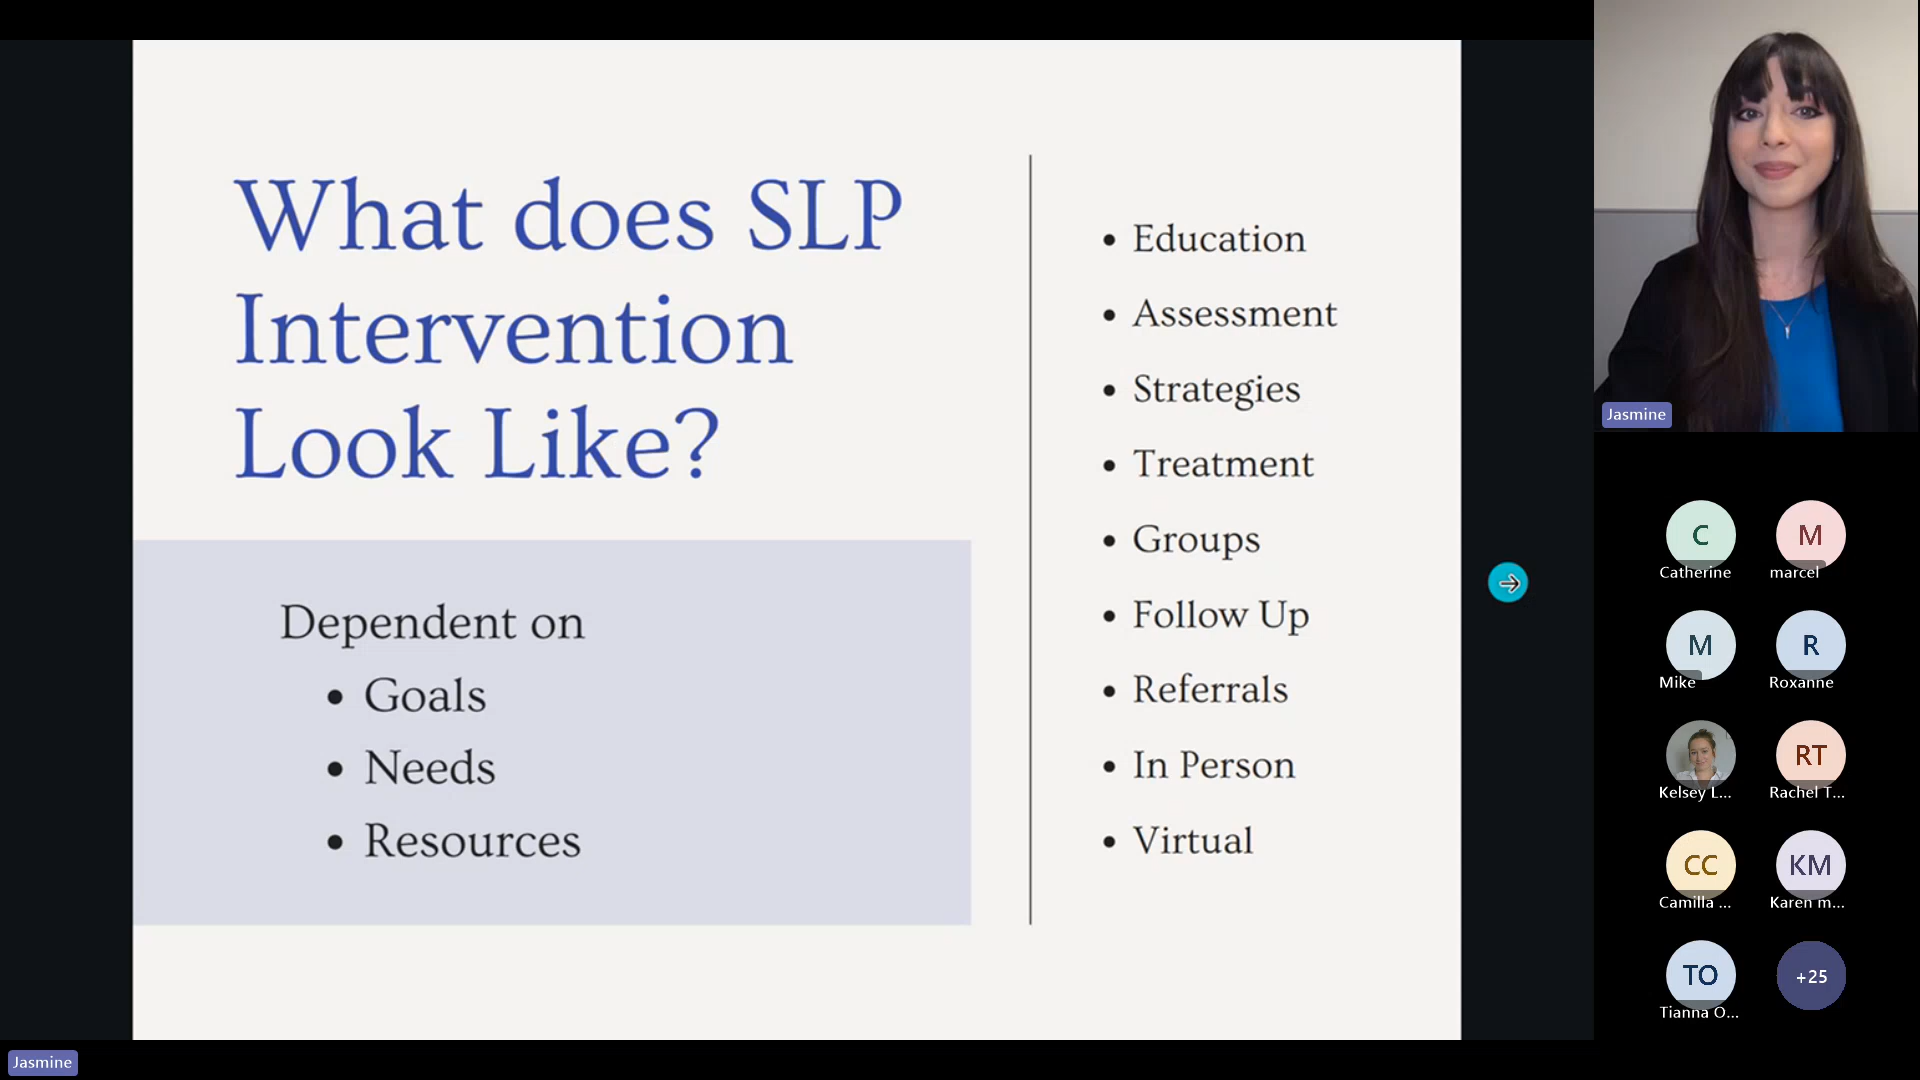 What does SLP
Intervention
Look Like?
Dependent on
• Goals
• Needs
• Resources
• Education
• Assessment
• Strategies
• Treatment
• Groups
• Follow Up
• Referrals
• In Person
• Virtual
Jasmine
C
Catherine
M
marcel
M
Mike
R
Roxanne
Kelsey L...
RT
Rachel T...
CC
Camilla ...
KM
Karen m...
TO
Tianna O...
+25
Jasmine